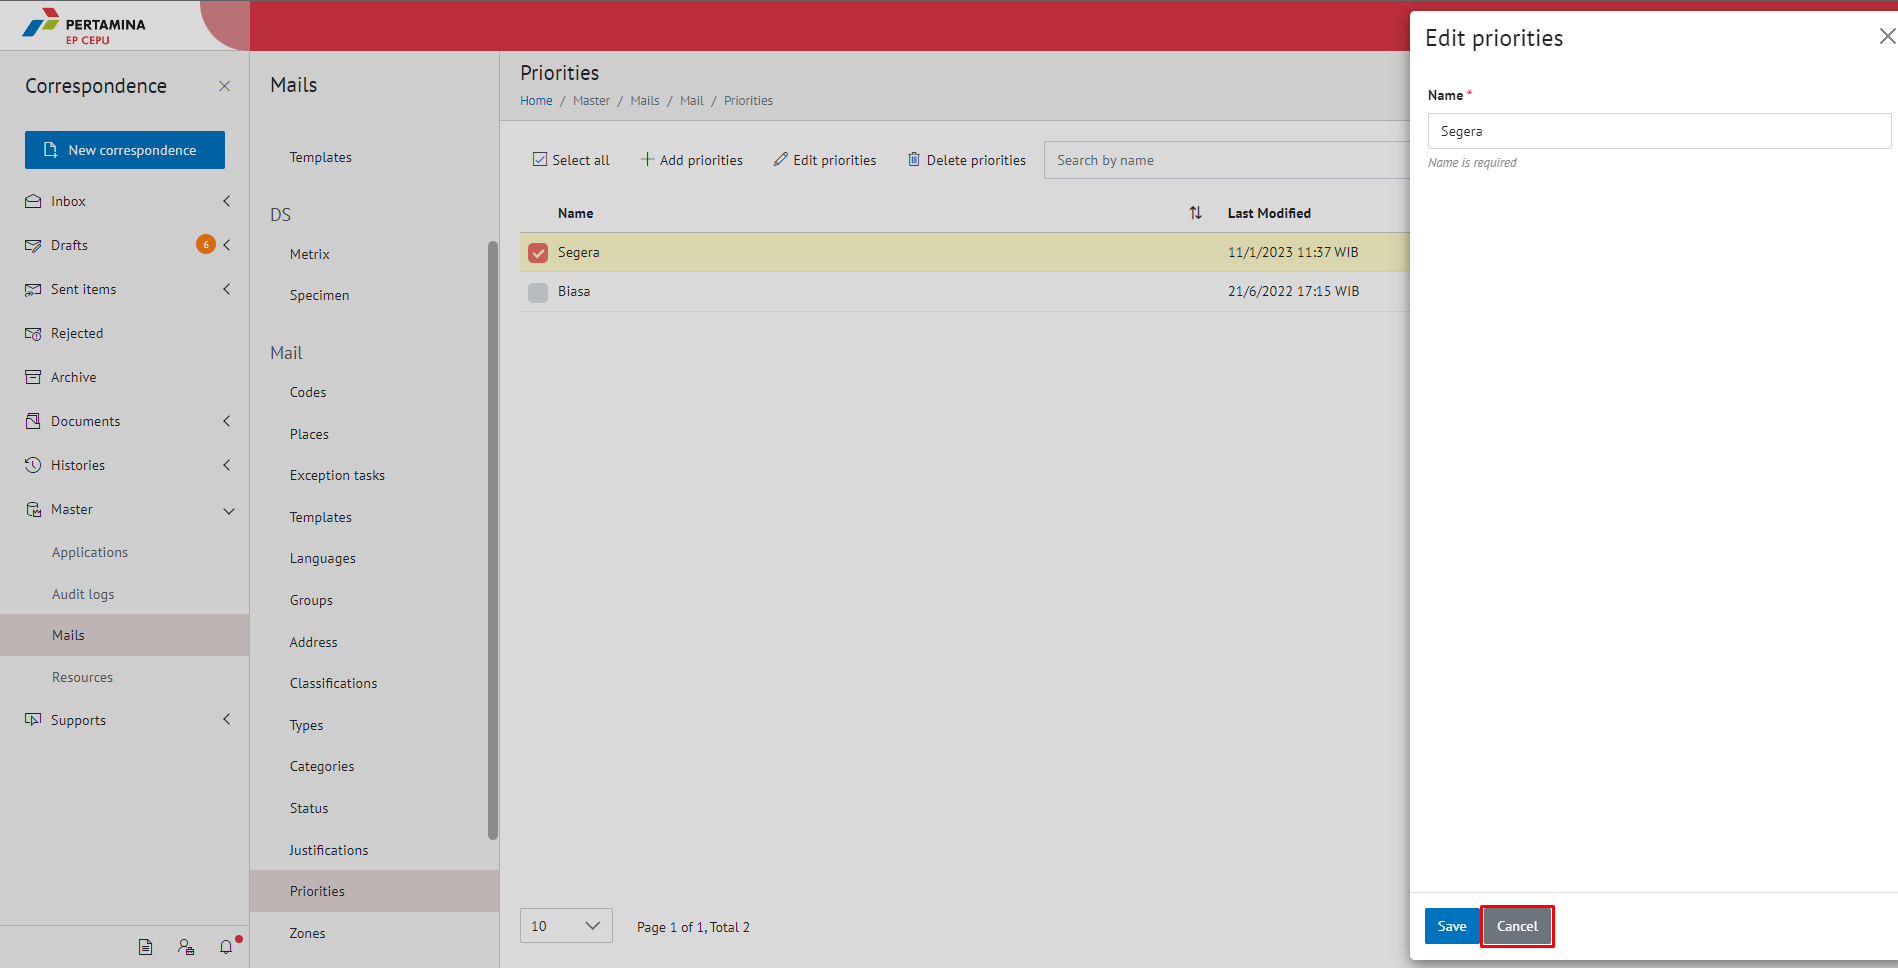 PERTAMINA
EP CEPU
Correspondence
New correspondence
Inbox
Drafts 6
Sent items
Rejected
Archive
Documents
Histories
Master
Applications
Audit logs
Mails
Resources
Supports
Mails
Templates
DS
Metrix
Specimen
Mail
Codes
Places
Exception tasks
Templates
Languages
Groups
Address
Classifications
Types
Categories
Status
Justifications
Priorities
Zones
Priorities
Home / Master / Mails / Mail / Priorities
Select all Add priorities Edit priorities Delete priorities Search by name
Name Last Modified
Segera 11/1/2023 11:37 WIB
Biasa 21/6/2022 17:15 WIB
10 Page 1 of 1, Total 2
Edit priorities
Name *
Segera
Name is required
Save Cancel